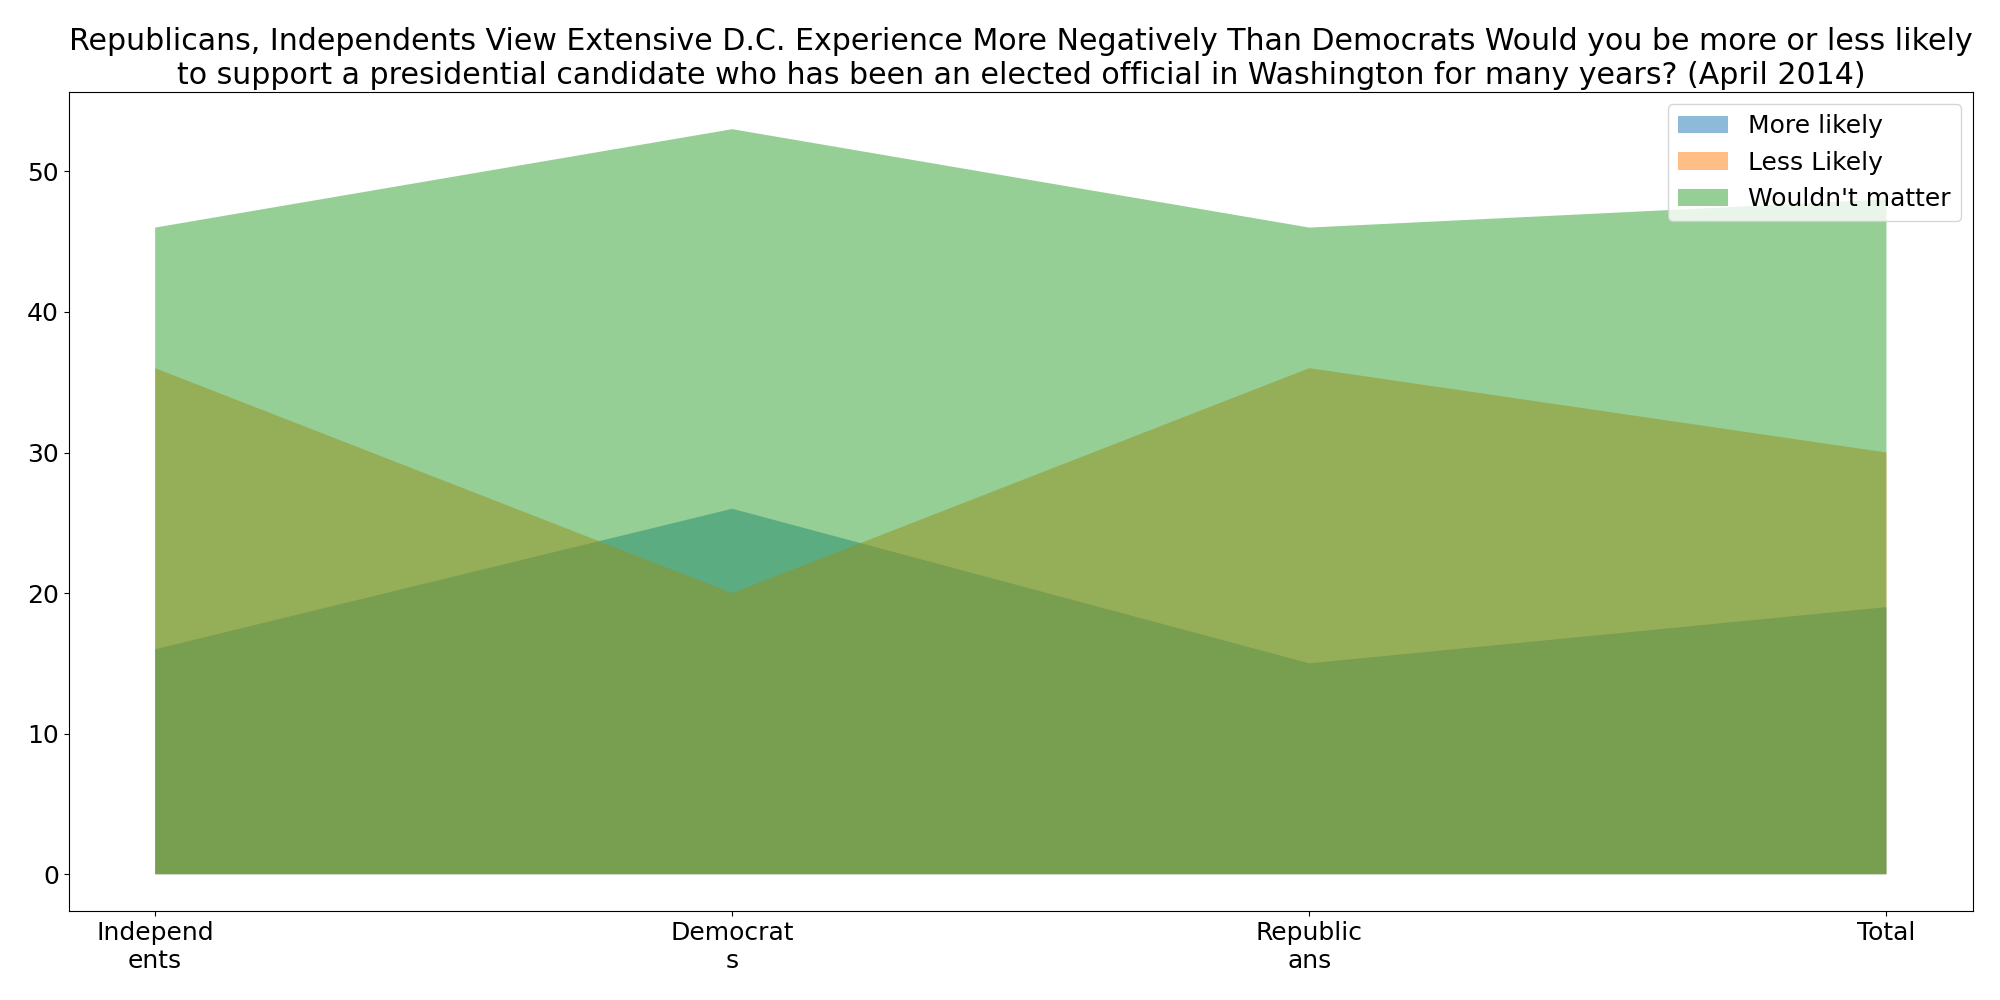 Republicans, Independents View Extensive D.C. Experience More Negatively Than Democrats Would you be more or less likely
to support a presidential candidate who has been an elected official in Washington for many years? (April 2014)
More likely
Less Likely
Wouldn't matter
50
40
30
20
10
0
Independ
ents
Democrat
s
Republic
ans
Total